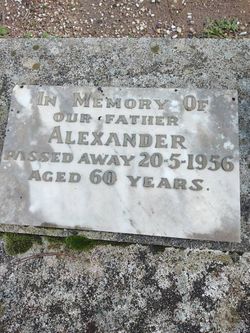 IN MEMORY OF
OUR FATHER
ALEXANDER
PASSED AWAY 20-5-1956
AGED 60 YEARS.